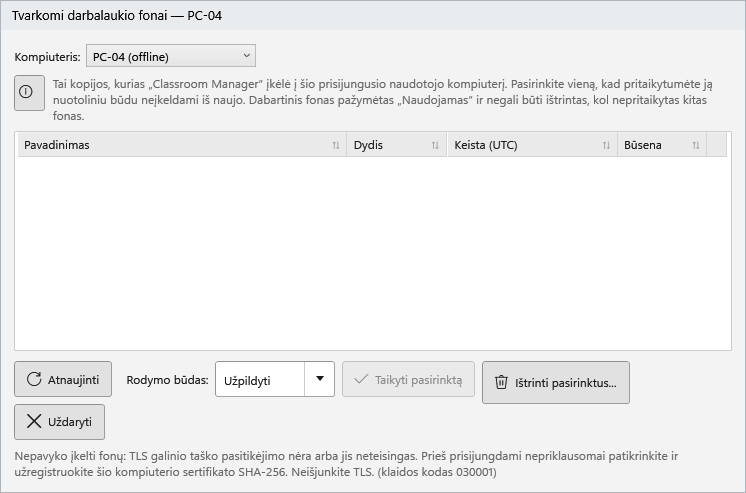 Tvarkomi darbalaukio fonai — PC-04
Kompiuteris: PC-04 (offline)
Tai kopijos, kurias „Classroom Manager“ įkėlė į šio prisijungusio naudotojo kompiuterį. Pasirinkite vieną, kad pritaikytumėte ją
nuotoliniu būdu neįkeldami iš naujo. Dabartinis fonas pažymėtas „Naudojamas“ ir negali būti ištrintas, kol nepritaikytas kitas
fonas.
Pavadinimas Dydis Keista (UTC) Būsena
Atnaujinti Rodymo būdas: Užpildyti Taikyti pasirinktą Ištrinti pasirinktus...
Uždaryti
Nepavyko įkelti fonų: TLS galinio taško pasitikėjimo nėra arba jis neteisingas. Prieš prisijungdami nepriklausomai patikrinkite ir
užregistruokite šio kompiuterio sertifikato SHA-256. Neišjunkite TLS. (klaidos kodas 030001)